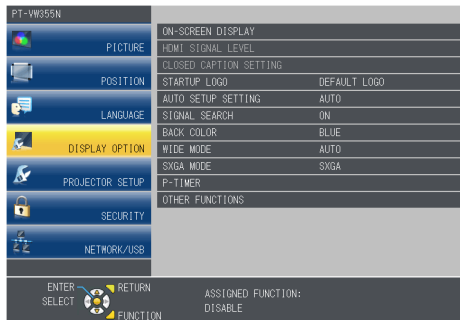 PT-VW355N
PICTURE
POSITION
LANGUAGE
DISPLAY OPTION
PROJECTOR SETUP
SECURITY
NETWORK/USB
ON-SCREEN DISPLAY
HDMI SIGNAL LEVEL
CLOSED CAPTION SETTING
STARTUP LOGO DEFAULT LOGO
AUTO SETUP SETTING AUTO
SIGNAL SEARCH ON
BACK COLOR BLUE
WIDE MODE AUTO
SXGA MODE SXGA
P-TIMER
OTHER FUNCTIONS
ENTER RETURN
SELECT
FUNCTION
ASSIGNED FUNCTION:
DISABLE